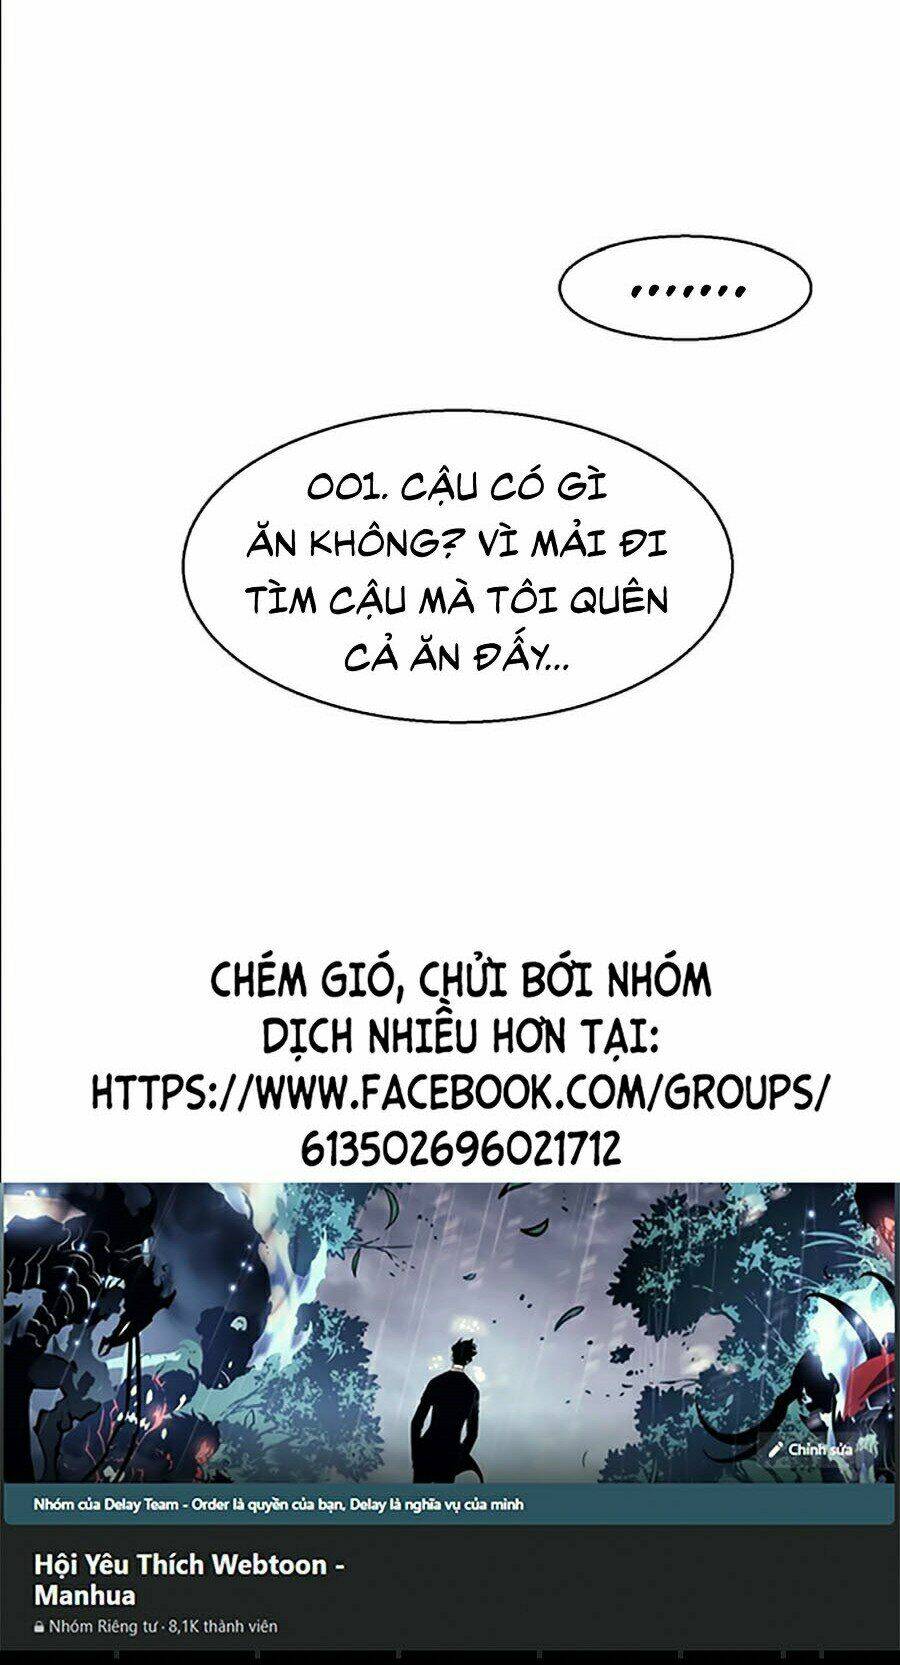 .......
001. CẬU CÓ GÌ
ĂN KHÔNG? VÌ MẢI ĐI
TÌM CẬU MÀ TÔI QUÊN
CẢ ĂN ĐẤY...
CHÉM GIÓ, CHỬI BỚI NHÓM
DỊCH NHIỀU HƠN TẠI:
HTTPS://WWW.FACEBOOK.COM/GROUPS/
613502696021712
Chỉnh sửa
Nhóm của Delay Team - Order là quyền của bạn, Delay là nghĩa vụ của mình
Hội Yêu Thích Webtoon -
Manhua
Nhóm Riêng tư · 8,1K thành viên